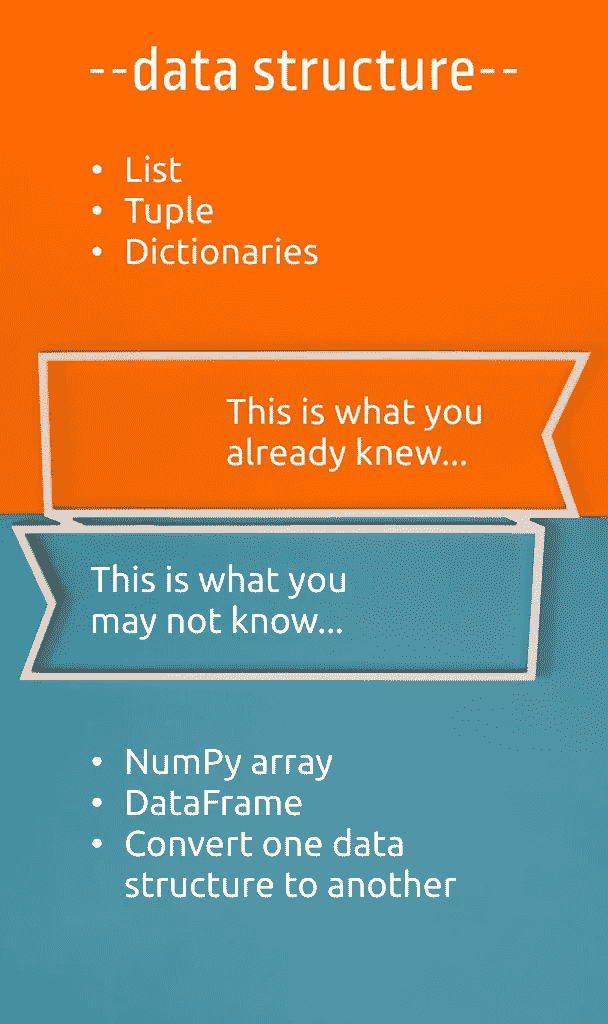 --data structure--
• List
• Tuple
• Dictionaries
This is what you
already knew...
This is what you
may not know...
• NumPy array
• DataFrame
• Convert one data
structure to another